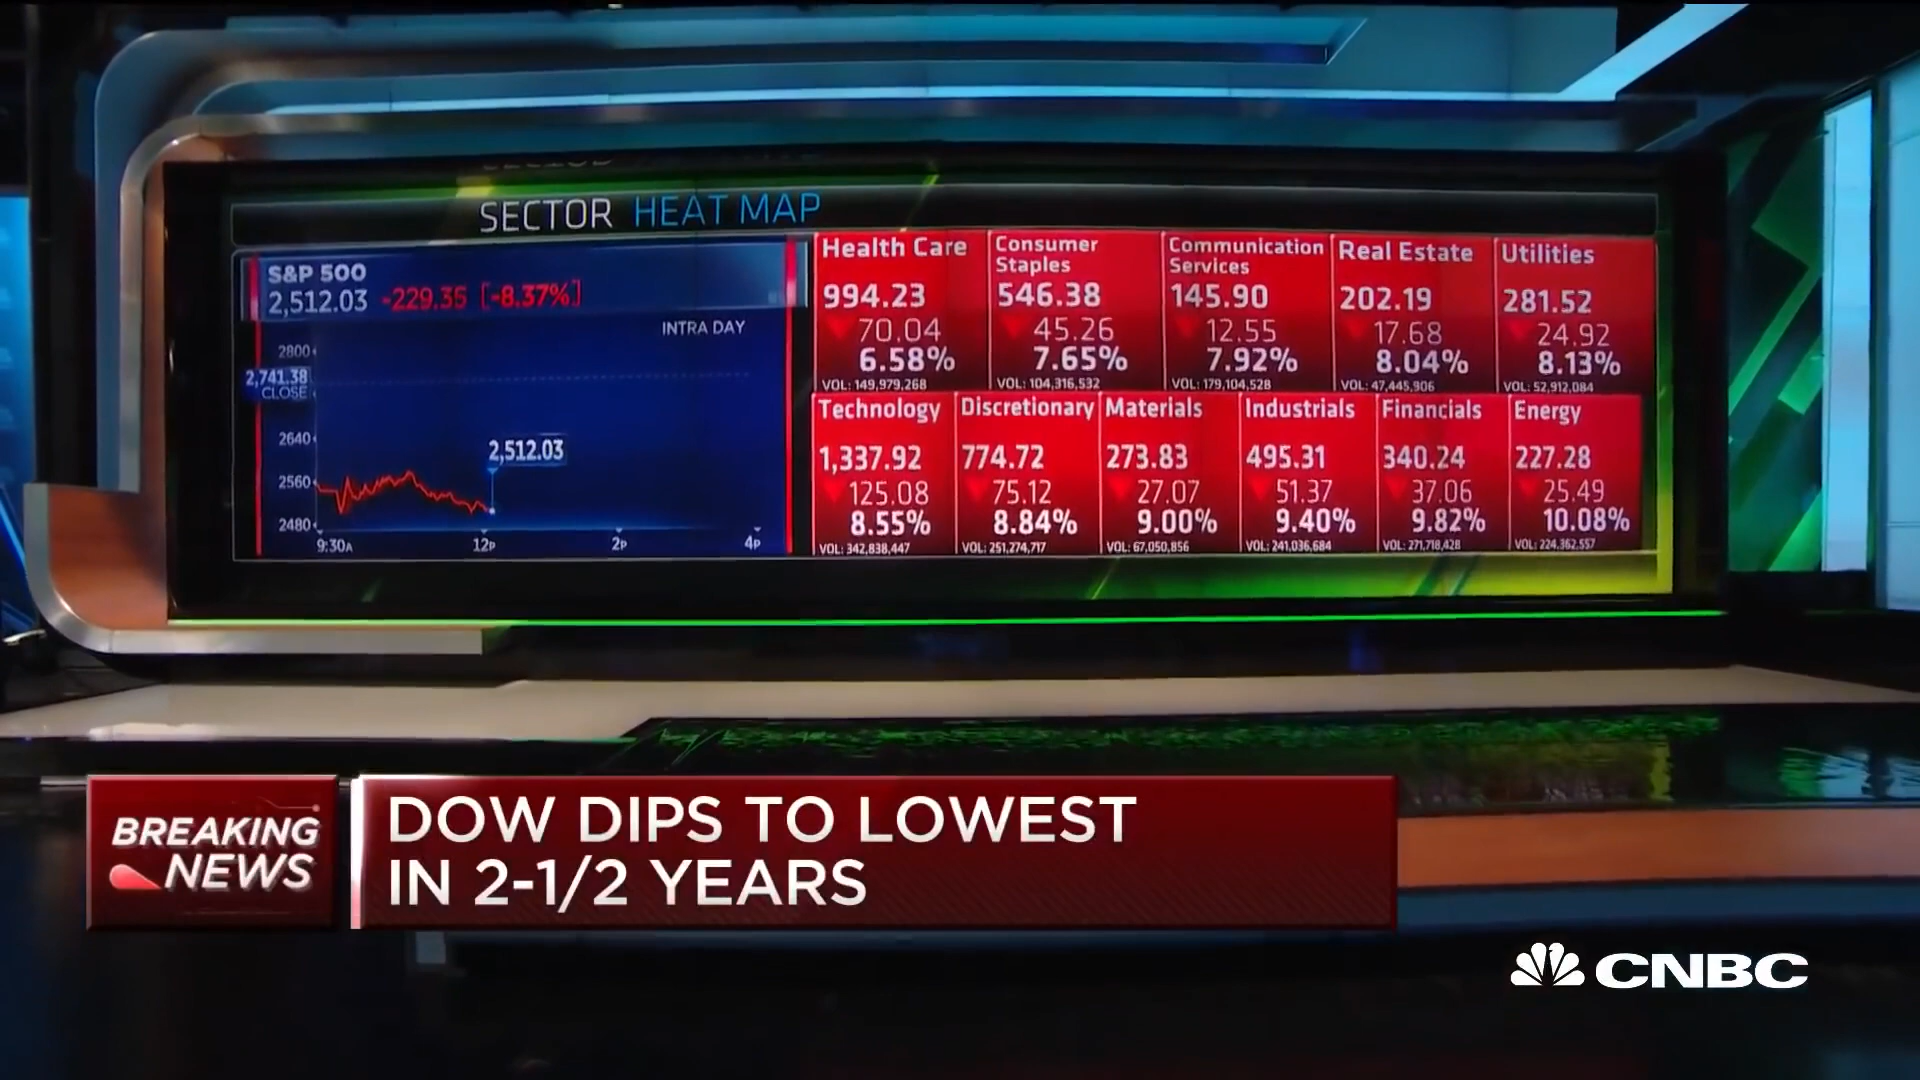 SECTOR HEAT MAP
S&P 500
2,512.03 -229.35 [-8.37%]
INTRA DAY
2800
2,741.38
CLOSE
2640
2560
2480
2,512.03
9:30A 12P 2P 4P
Health Care
994.23
70.04
6.58%
VOL: 149,979,268
Consumer
Staples
546.38
45.26
7.65%
VOL: 104,316,532
Communication
Services
145.90
12.55
7.92%
VOL: 179,104,528
Real Estate
202.19
17.68
8.04%
VOL: 47,445,906
Utilities
281.52
24.92
8.13%
VOL: 52,912,084
Technology
1,337.92
125.08
8.55%
VOL: 342,838,447
Discretionary
774.72
75.12
8.84%
VOL: 251,274,717
Materials
273.83
27.07
9.00%
VOL: 67,050,856
Industrials
495.31
51.37
9.40%
VOL: 241,036,684
Financials
340.24
37.06
9.82%
VOL: 271,718,428
Energy
227.28
25.49
10.08%
VOL: 224,362,557
BREAKING
NEWS
DOW DIPS TO LOWEST
IN 2-1/2 YEARS
CNBC